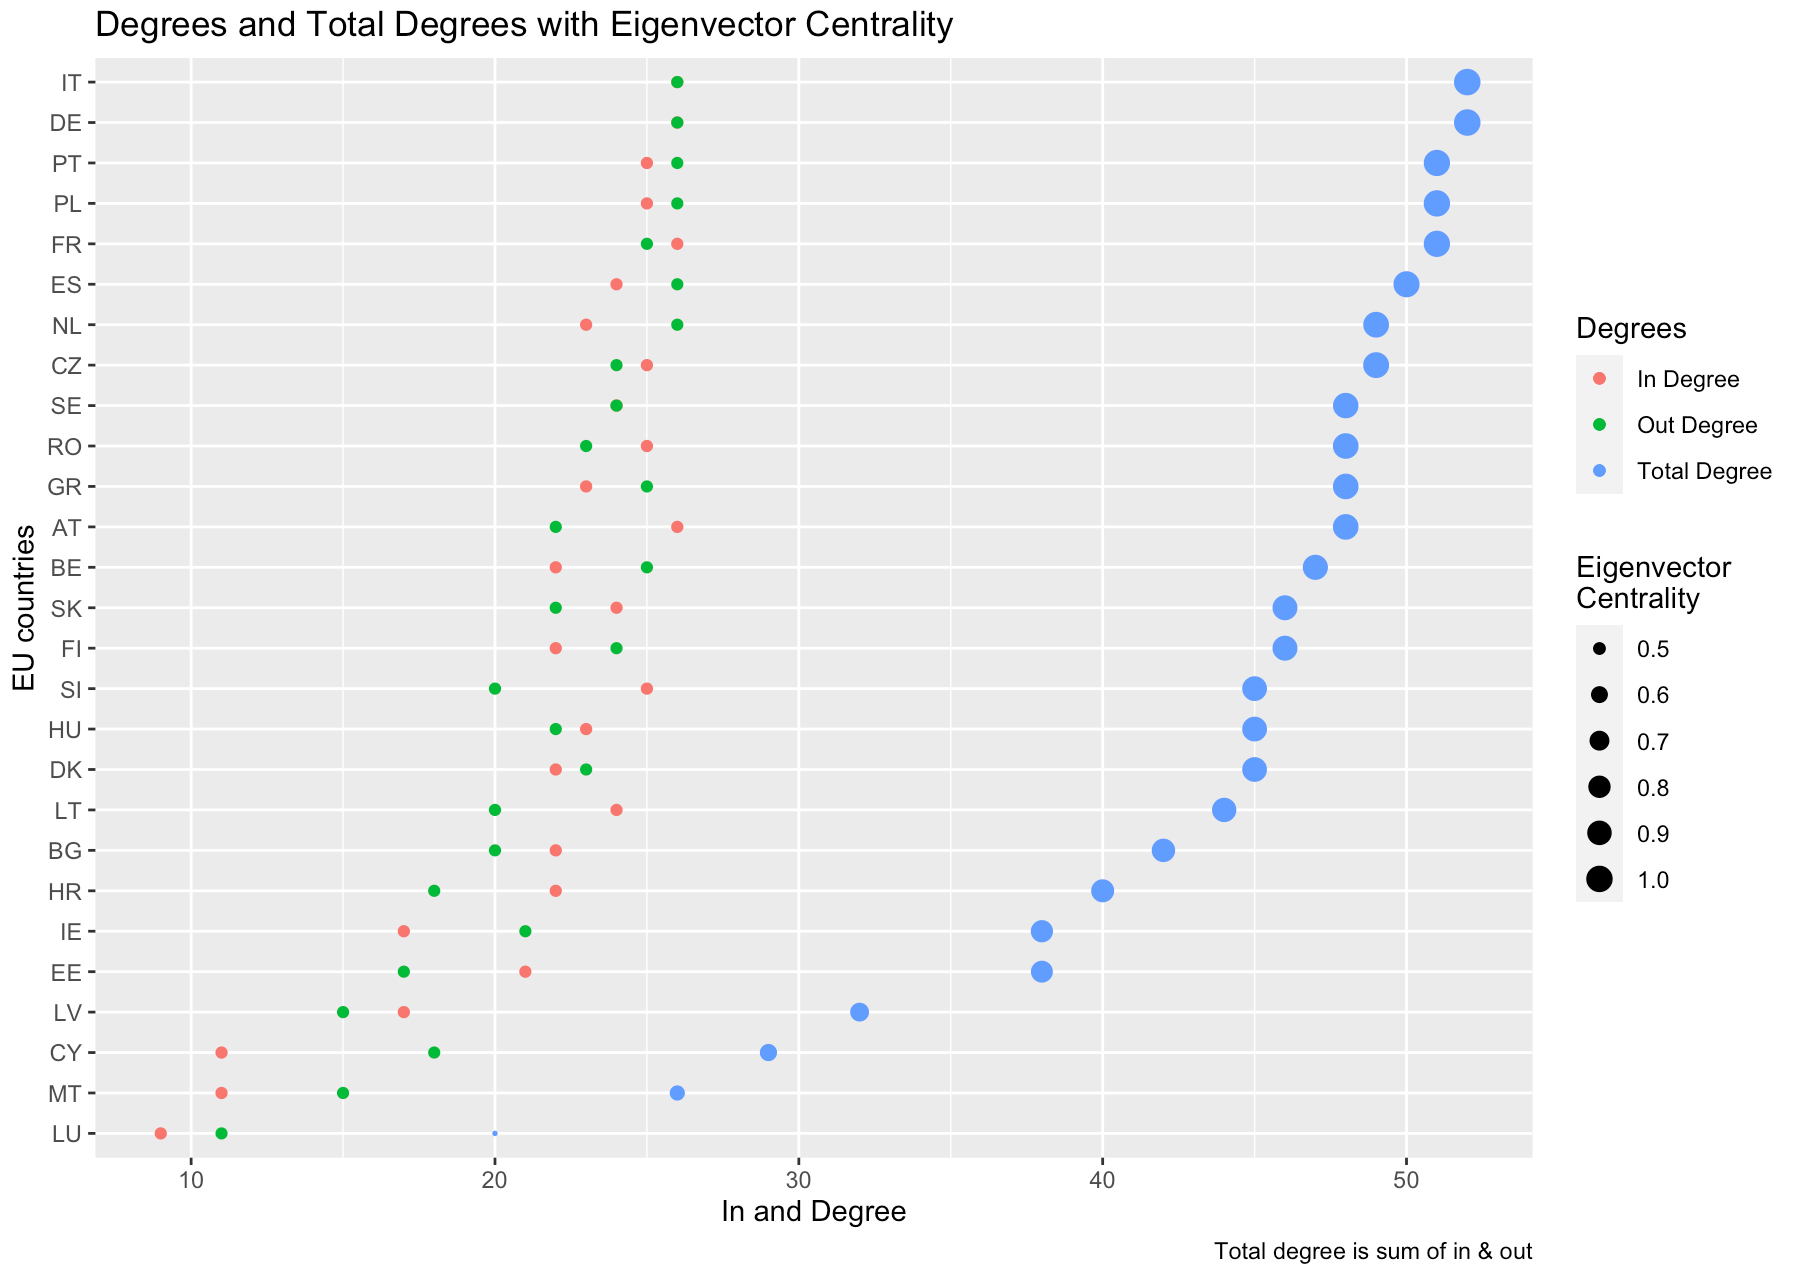 Degrees and Total Degrees with Eigenvector Centrality
EU countries
IT
DE
PT
PL
FR
ES
NL
CZ
SE
RO
GR
AT
BE
SK
FI
SI
HU
DK
LT
BG
HR
IE
EE
LV
CY
MT
LU
10 20 30 40 50
In and Degree
Total degree is sum of in & out
Degrees
In Degree
Out Degree
Total Degree
Eigenvector
Centrality
0.5
0.6
0.7
0.8
0.9
1.0